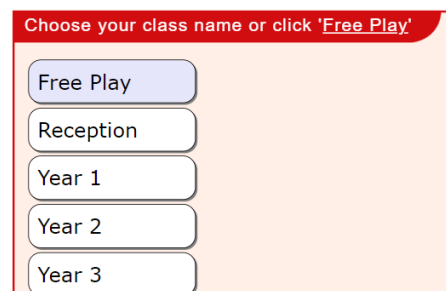 Choose your class name or click 'Free Play'
Free Play
Reception
Year 1
Year 2
Year 3